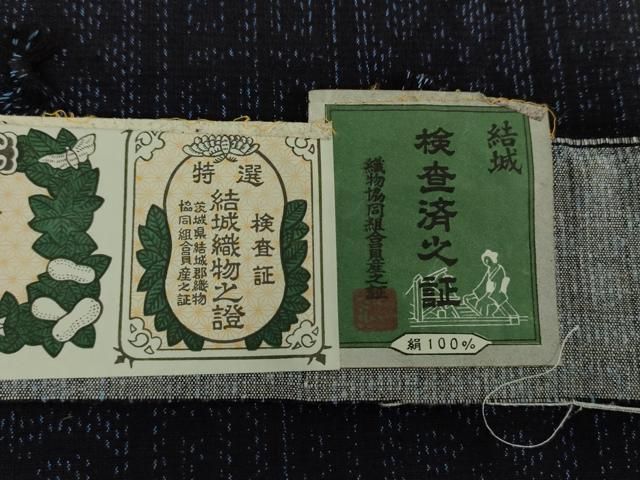 結城
検査済之証
織物協同組合員産之証
絹100%
特選
検査証
結城織物之證
茨城県結城郡織物
協同組合員産之証